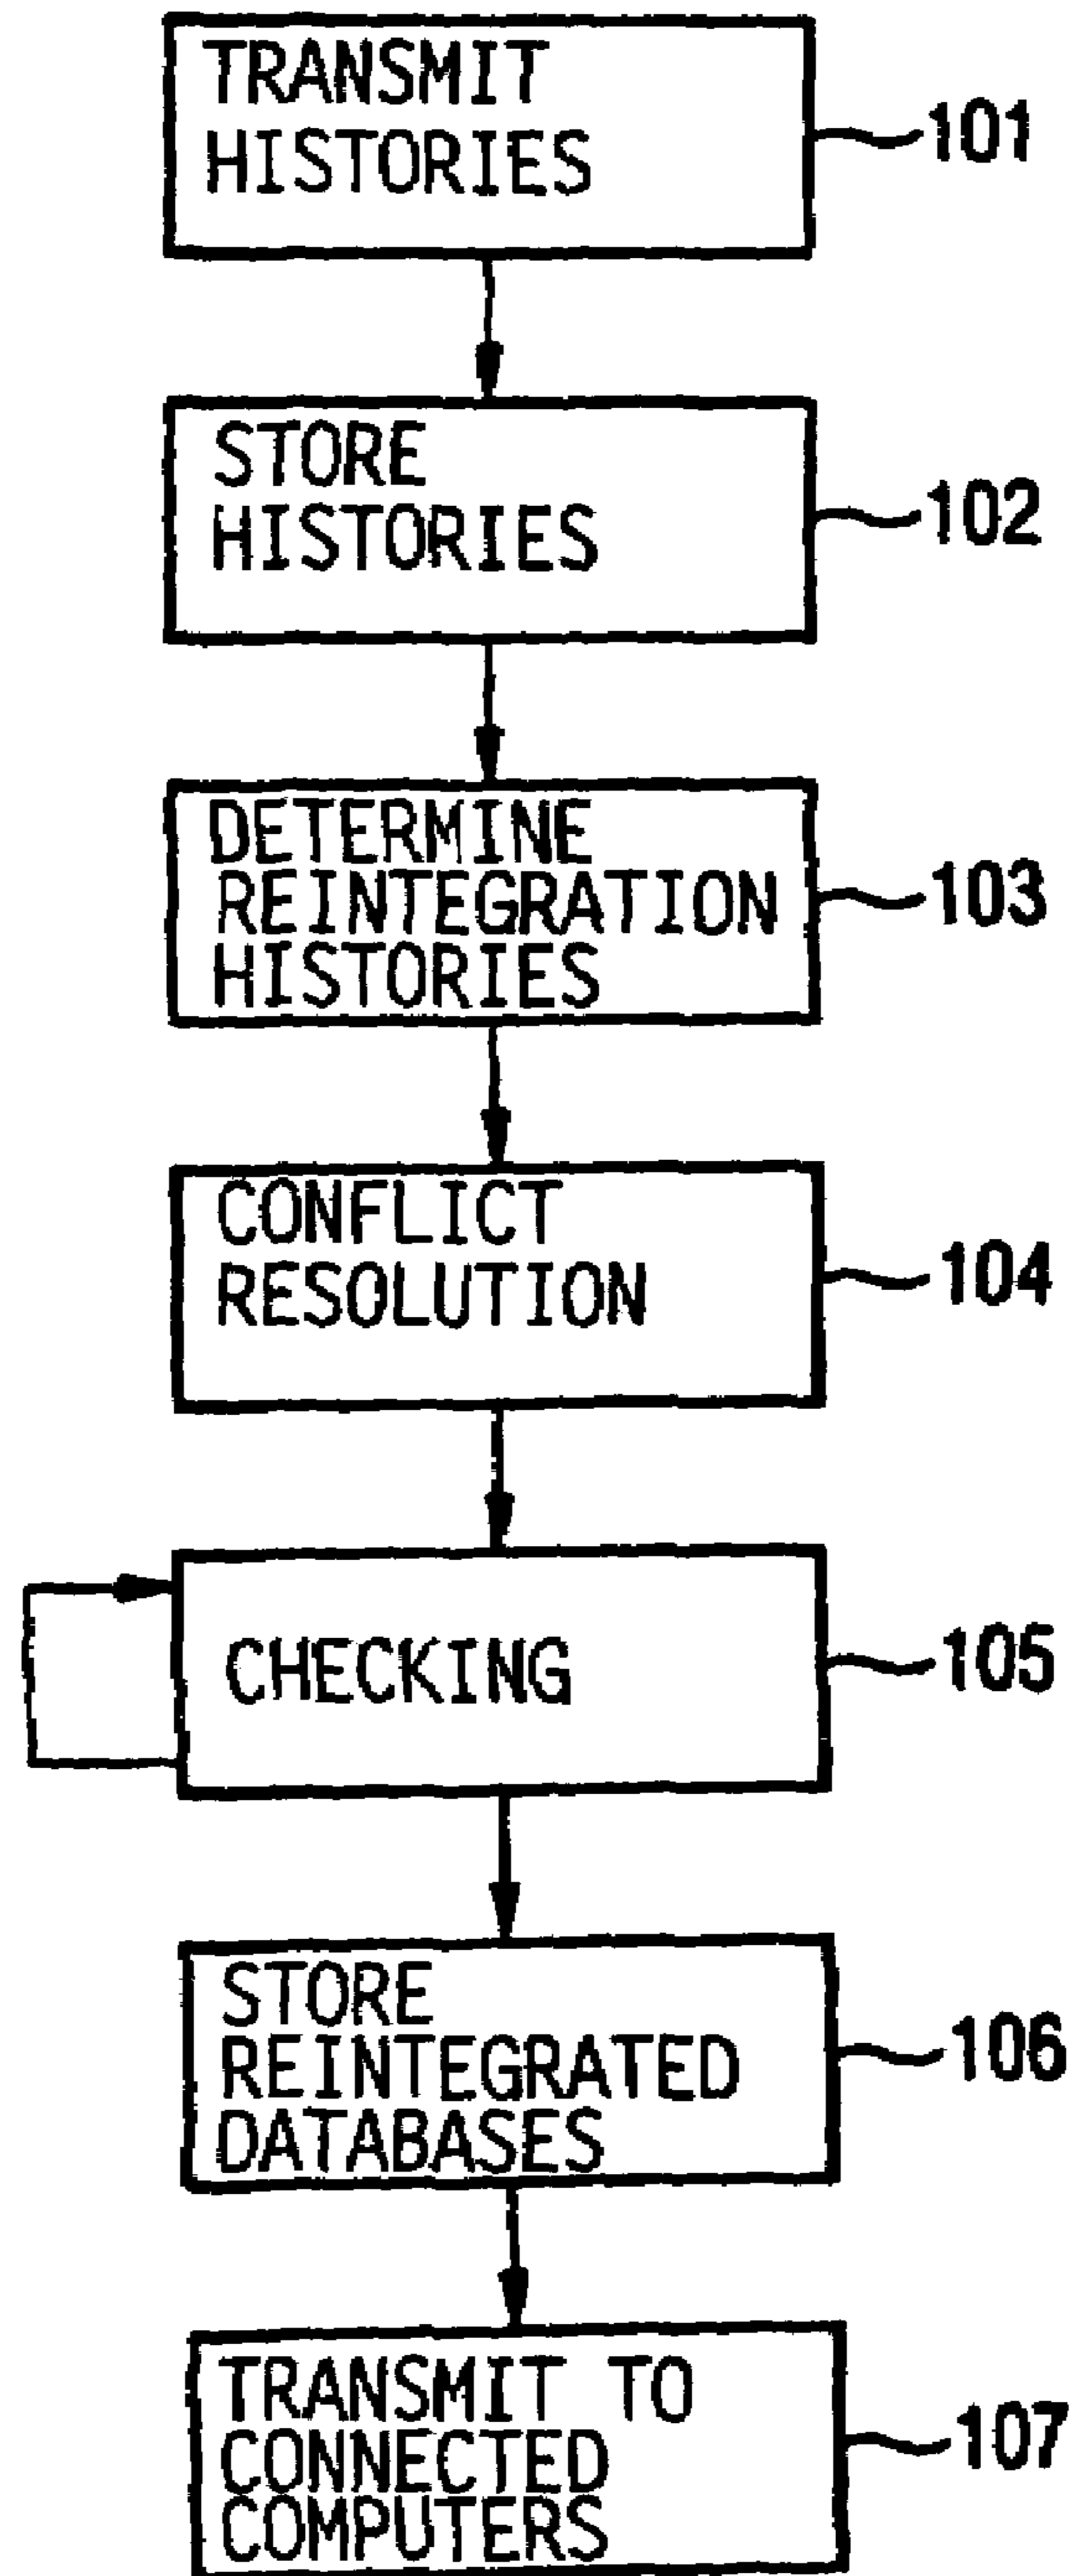 TRANSMIT
HISTORIES
101
STORE
HISTORIES
102
DETERMINE
REINTEGRATION
HISTORIES
103
CONFLICT
RESOLUTION
104
CHECKING
105
STORE
REINTEGRATED
DATABASES
106
TRANSMIT TO
CONNECTED
COMPUTERS
107